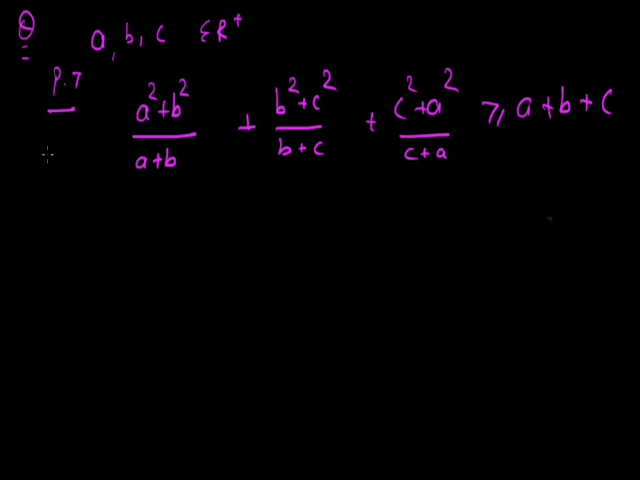 Q a, b, c ∈ R⁺
P.T (a²+b²)/(a+b) + (b²+c²)/(b+c) + (c²+a²)/(c+a) ⩾ a+b+c